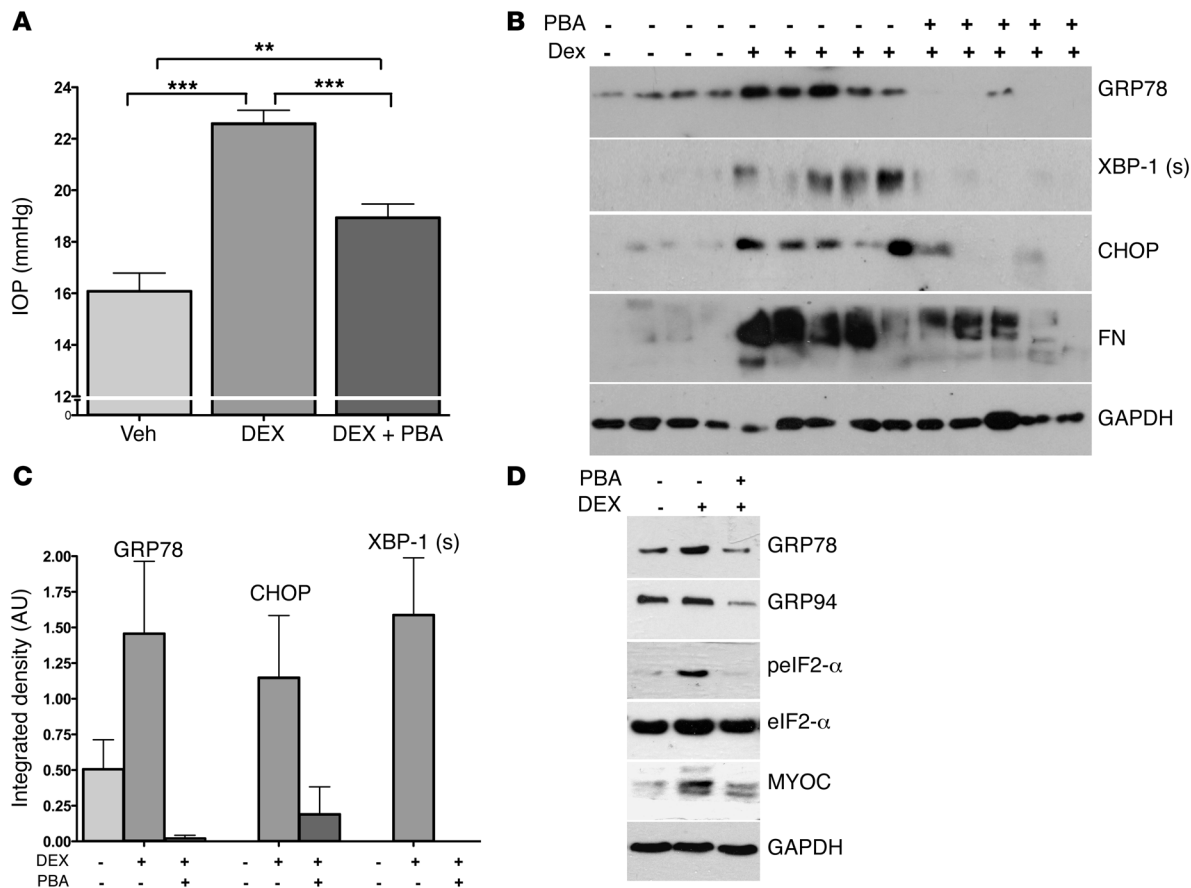 A
** 
*** ***
24
22
20
18
16
14
12
0
IOP (mmHg)
Veh DEX DEX + PBA
B
PBA - - - - - - - - - + + + + +
Dex - - - - + + + + + + + + + +
GRP78
XBP-1 (s)
CHOP
FN
GAPDH
C
GRP78 CHOP XBP-1 (s)
2.00
1.75
1.50
1.25
1.00
0.75
0.50
0.25
0.00
Integrated density (AU)
DEX - + + - + + - + +
PBA - - + - - + - - +
D
PBA - - +
DEX - + +
GRP78
GRP94
peIF2-α
eIF2-α
MYOC
GAPDH